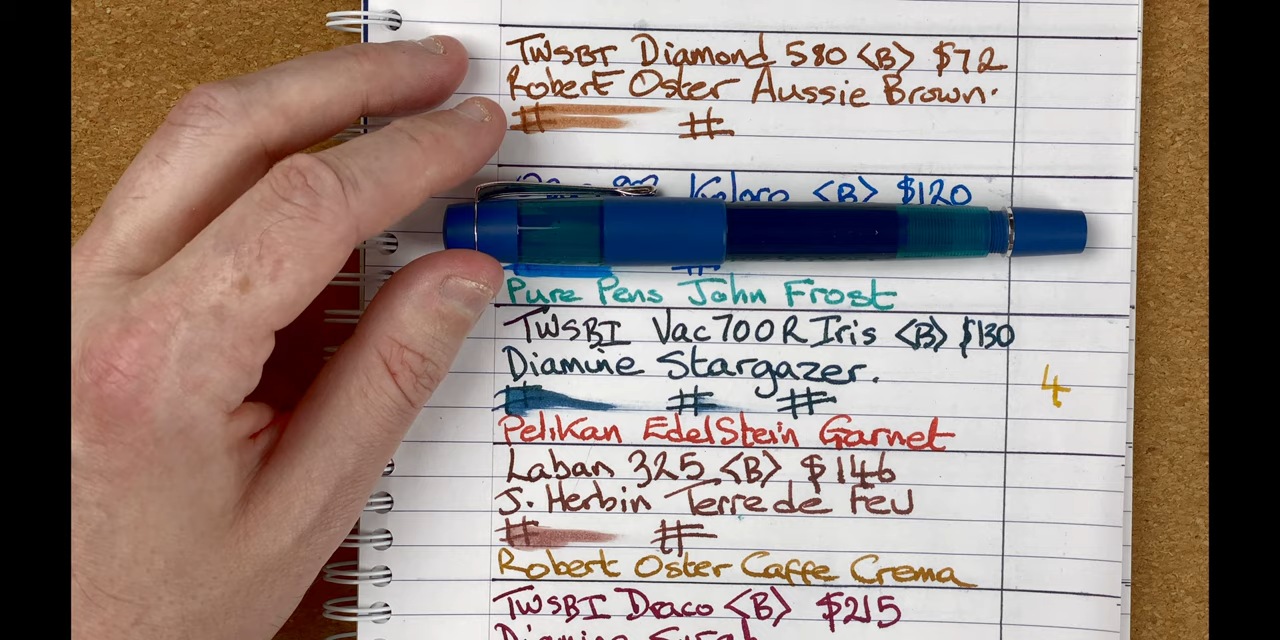 TWSBI Diamond 580 <B> $72
Robert Oster Aussie Brown.
# #
<B> $120
#
Pure Pens John Frost
TWSBI Vac700R Iris <B> $130
Diamine Stargazer.
# # #
4
Pelikan Edelstein Garnet
Laban 325 <B> $146
J. Herbin Terre de Feu
# #
Robert Oster Caffe Crema
TWSBI Draco <B> $215
Diamine